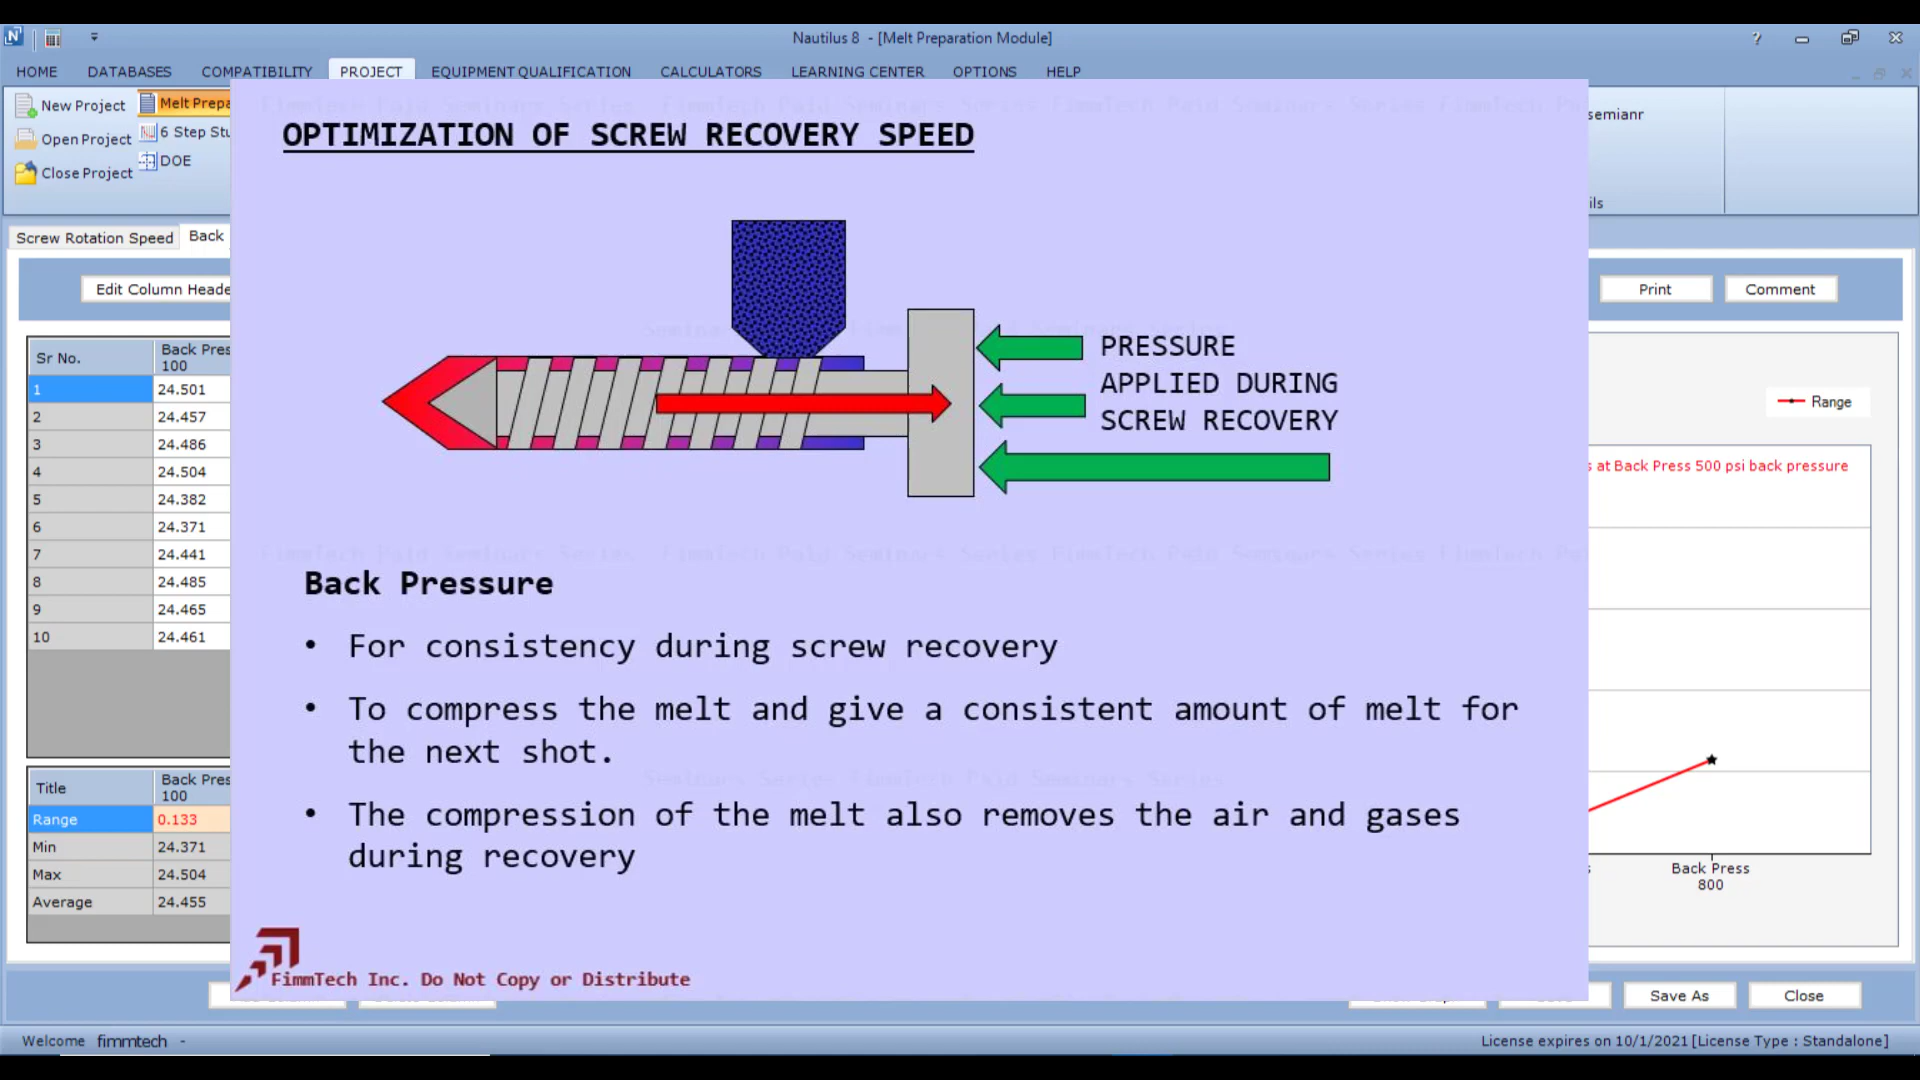 Nautilus 8 - [Melt Preparation Module]
?
HOME DATABASES COMPATIBILITY PROJECT EQUIPMENT QUALIFICATION CALCULATORS LEARNING CENTER OPTIONS HELP
New Project
Open Project
Close Project
Melt Prepa
6 Step Stu
DOE
semianr
ils
Screw Rotation Speed Back
Edit Column Heade
Print Comment
Sr No. Back Pres
100
1 24.501
2 24.457
3 24.486
4 24.504
5 24.382
6 24.371
7 24.441
8 24.485
9 24.465
10 24.461
Title Back Pres
100
Range 0.133
Min 24.371
Max 24.504
Average 24.455
OPTIMIZATION OF SCREW RECOVERY SPEED
PRESSURE
APPLIED DURING
SCREW RECOVERY
Back Pressure
• For consistency during screw recovery
• To compress the melt and give a consistent amount of melt for
the next shot.
• The compression of the melt also removes the air and gases
during recovery
FimmTech Inc. Do Not Copy or Distribute
Range
s at Back Press 500 psi back pressure
Back Press
800
Save As Close
Welcome fimmtech -
License expires on 10/1/2021 [License Type : Standalone]